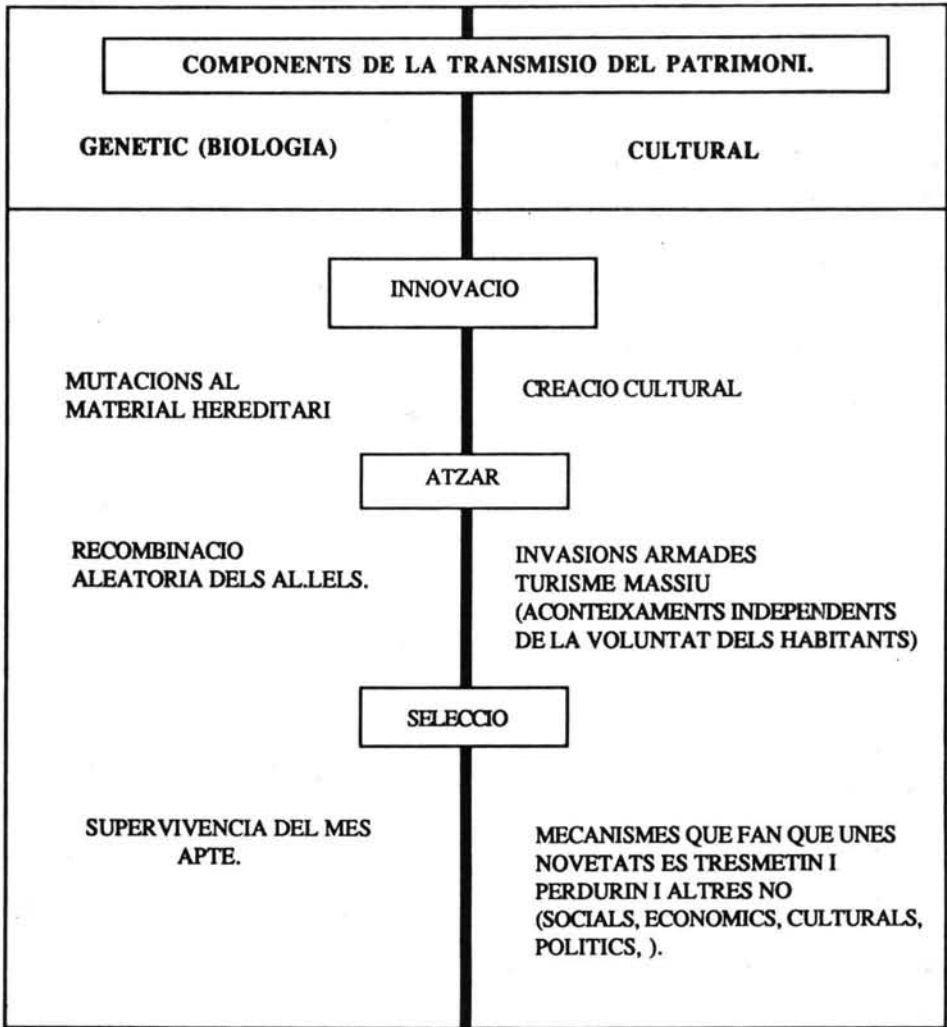 COMPONENTS DE LA TRANSMISIO DEL PATRIMONI.
GENETIC (BIOLOGIA)
CULTURAL
INNOVACIO
MUTACIONS AL
MATERIAL HEREDITARI
CREACIO CULTURAL
ATZAR
RECOMBINACIO
ALEATORIA DELS AL.LELS.
INVASIONS ARMADES
TURISME MASSIU
(ACONTEIXAMENTS INDEPENDENTS
DE LA VOLUNTAT DELS HABITANTS)
SELECCIO
SUPERVIVENCIA DEL MES
APTE.
MECANISMES QUE FAN QUE UNES
NOVETATS ES TRESMETIN I
PERDURIN I ALTRES NO
(SOCIALS, ECONOMICS, CULTURALS,
POLITICS, ).